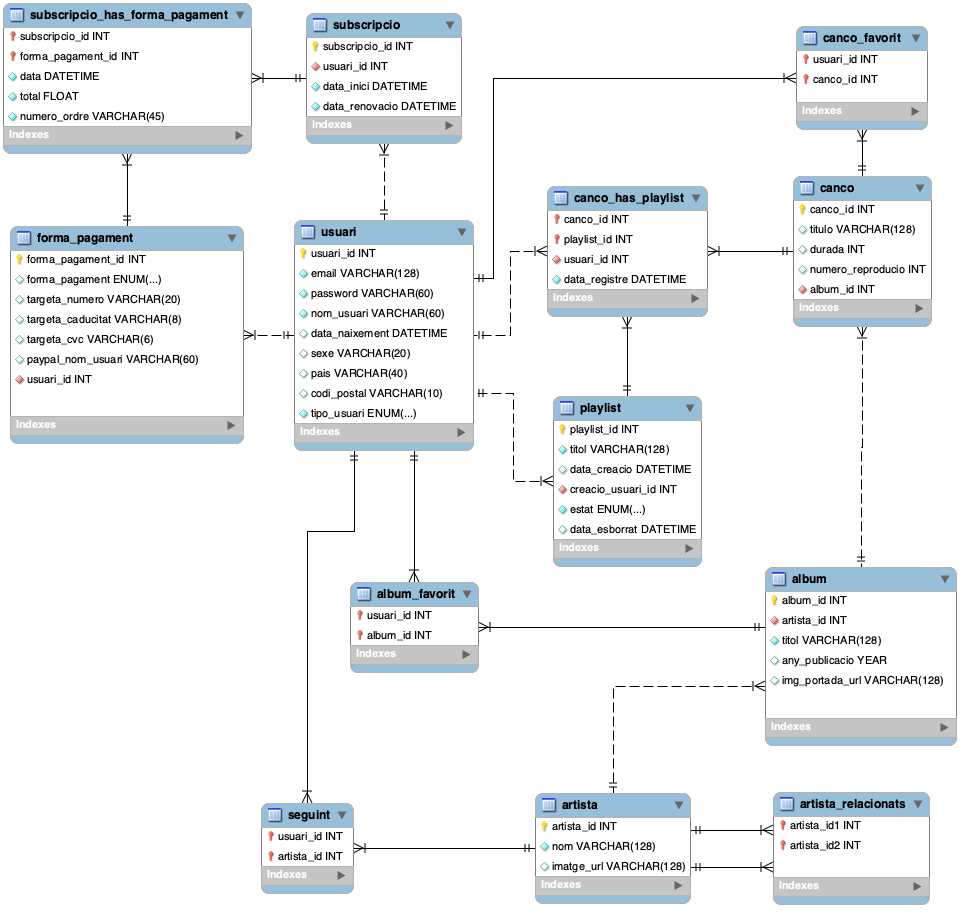 subscripcio_has_forma_pagament
subscripcio_id INT
forma_pagament_id INT
data DATETIME
total FLOAT
numero_ordre VARCHAR(45)
Indexes
subscripcio
subscripcio_id INT
usuari_id INT
data_inici DATETIME
data_renovacio DATETIME
Indexes
canco_favorit
usuari_id INT
canco_id INT
Indexes
forma_pagament
forma_pagament_id INT
forma_pagament ENUM(...)
targeta_numero VARCHAR(20)
targeta_caducitat VARCHAR(8)
targeta_cvc VARCHAR(6)
paypal_nom_usuari VARCHAR(60)
usuari_id INT
Indexes
usuari
usuari_id INT
email VARCHAR(128)
password VARCHAR(60)
nom_usuari VARCHAR(60)
data_naixement DATETIME
sexe VARCHAR(20)
pais VARCHAR(40)
codi_postal VARCHAR(10)
tipo_usuari ENUM(...)
Indexes
canco_has_playlist
canco_id INT
playlist_id INT
usuari_id INT
data_registre DATETIME
Indexes
canco
canco_id INT
titulo VARCHAR(128)
durada INT
numero_reproducio INT
album_id INT
Indexes
playlist
playlist_id INT
titol VARCHAR(128)
data_creacio DATETIME
creacio_usuari_id INT
estat ENUM(...)
data_esborrat DATETIME
Indexes
album_favorit
usuari_id INT
album_id INT
Indexes
album
album_id INT
artista_id INT
titol VARCHAR(128)
any_publicacio YEAR
img_portada_url VARCHAR(128)
Indexes
seguint
usuari_id INT
artista_id INT
Indexes
artista
artista_id INT
nom VARCHAR(128)
imatge_url VARCHAR(128)
Indexes
artista_relacionats
artista_id1 INT
artista_id2 INT
Indexes